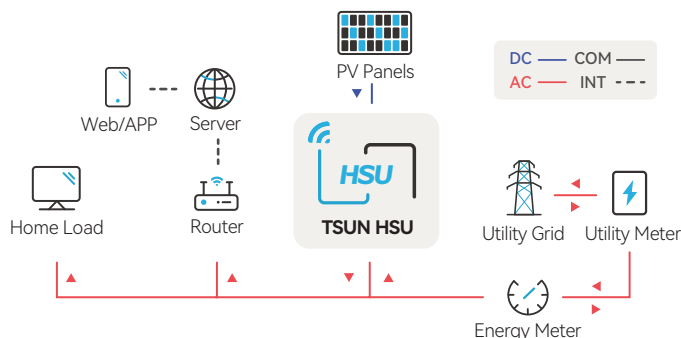 PV Panels
DC
COM
AC
INT
Web/APP
Server
HSU
TSUN HSU
Home Load
Router
Utility Grid
Utility Meter
Energy Meter